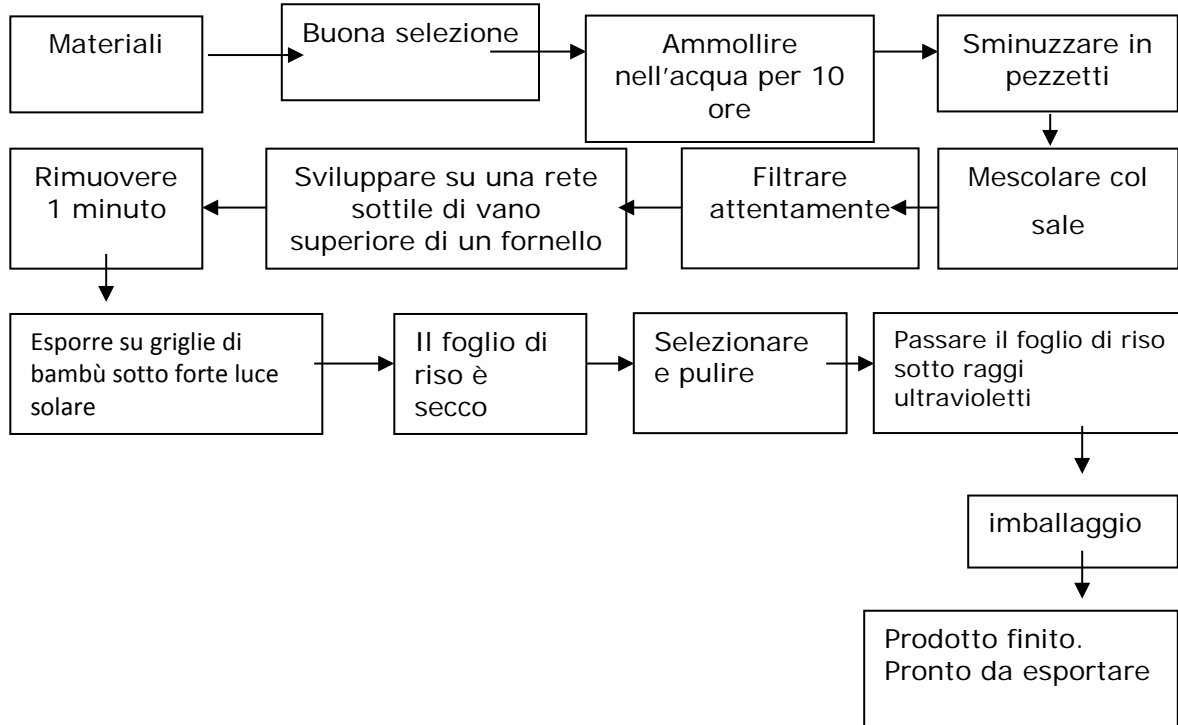 Materiali
Buona selezione
Ammollire
nell'acqua per 10
ore
Sminuzzare in
pezzetti
Mescolare col
sale
Filtrare
attentamente
Sviluppare su una rete
sottile di vano
superiore di un fornello
Rimuovere
1 minuto
Esporre su griglie di
bambù sotto forte luce
solare
Il foglio di
riso è
secco
Selezionare
e pulire
Passare il foglio di riso
sotto raggi
ultravioletti
imballaggio
Prodotto finito.
Pronto da esportare